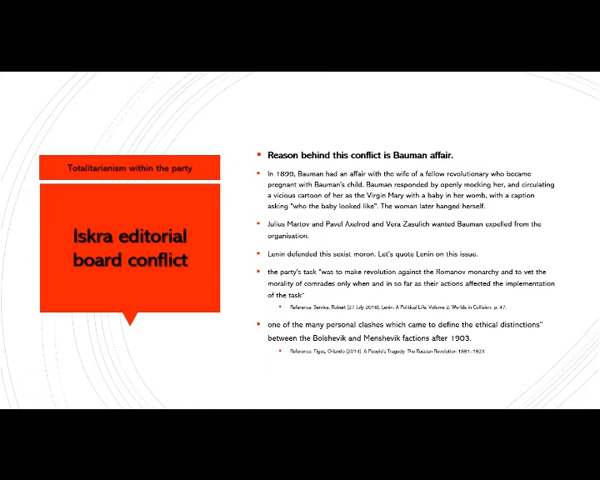 Totalitarianism within the party
Iskra editorial
board conflict
Reason behind this conflict is Bauman affair.
In 1899, Bauman had an affair with the wife of a fellow revolutionary who became
pregnant with Bauman's child. Bauman responded by openly mocking her, and circulating
a vicious cartoon of her as the Virgin Mary with a baby in her womb, with a caption
asking "who the baby looked like". The woman later hanged herself.
Julius Martov and Pavol Axelrod and Vera Zasulich wanted Bauman expelled from the
organisation.
Lenin defended this sexist moron. Let's quote Lenin on this issue.
the party's task "was to make revolution against the Romanov monarchy and to vet the
morality of comrades only when and in so far as their actions affected the implementation
of the task"
Reference: Service, Robert (27 July 2016). Lenin: A Political Life: Volume 2: Worlds in Collision. p. 47.
one of the many personal clashes which came to define the ethical distinctions"
between the Bolshevik and Menshevik factions after 1903.
Reference: Figes, Orlando (2014). A People's Tragedy: The Russian Revolution 1891–1924